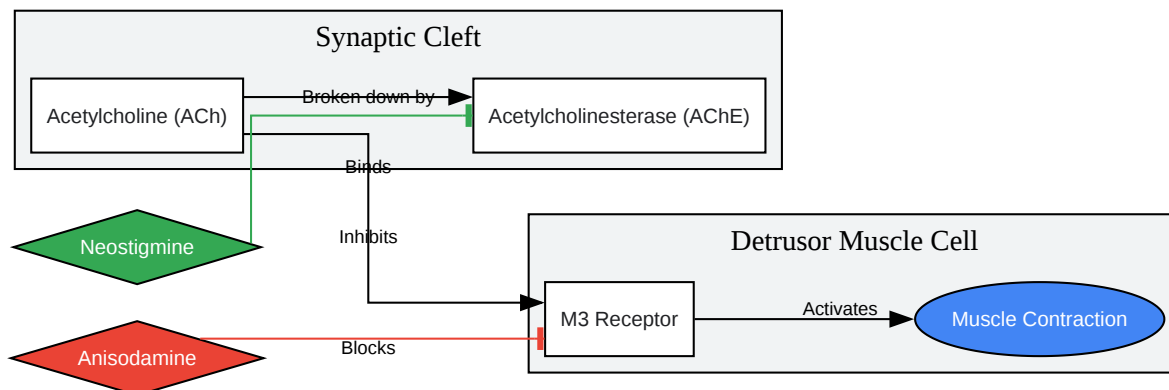 Synaptic Cleft
Acetylcholine (ACh)
Broken down by
Acetylcholinesterase (AChE)
Binds
Neostigmine
Inhibits
Detrusor Muscle Cell
M3 Receptor
Activates
Muscle Contraction
Anisodamine
Blocks